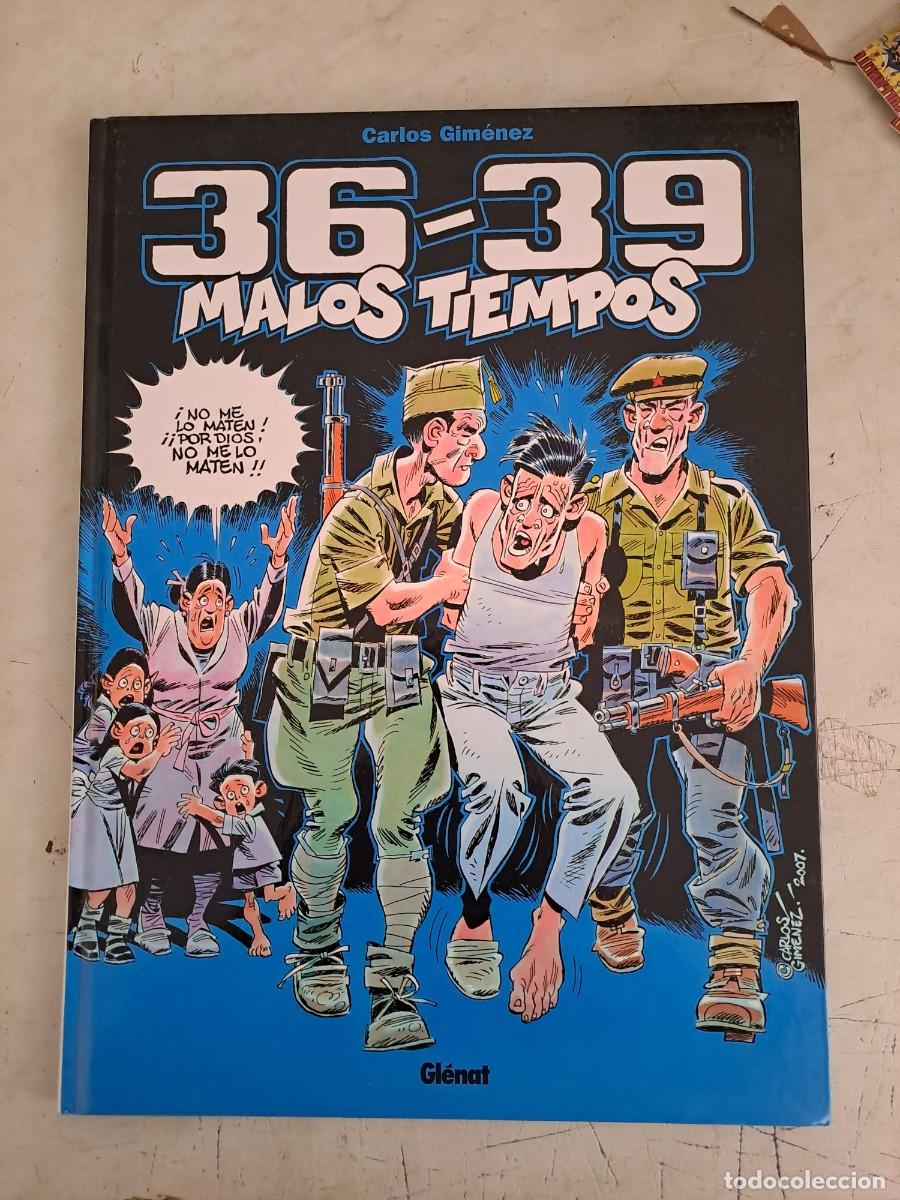 Carlos Giménez
36-39
MALOS TIEMPOS
¡NO ME
LO MATEN!
¡¡POR DIOS,
NO ME LO
MATEN!!
© CARLOS
GIMENEZ. 2007.
Glénat
todocoleccion